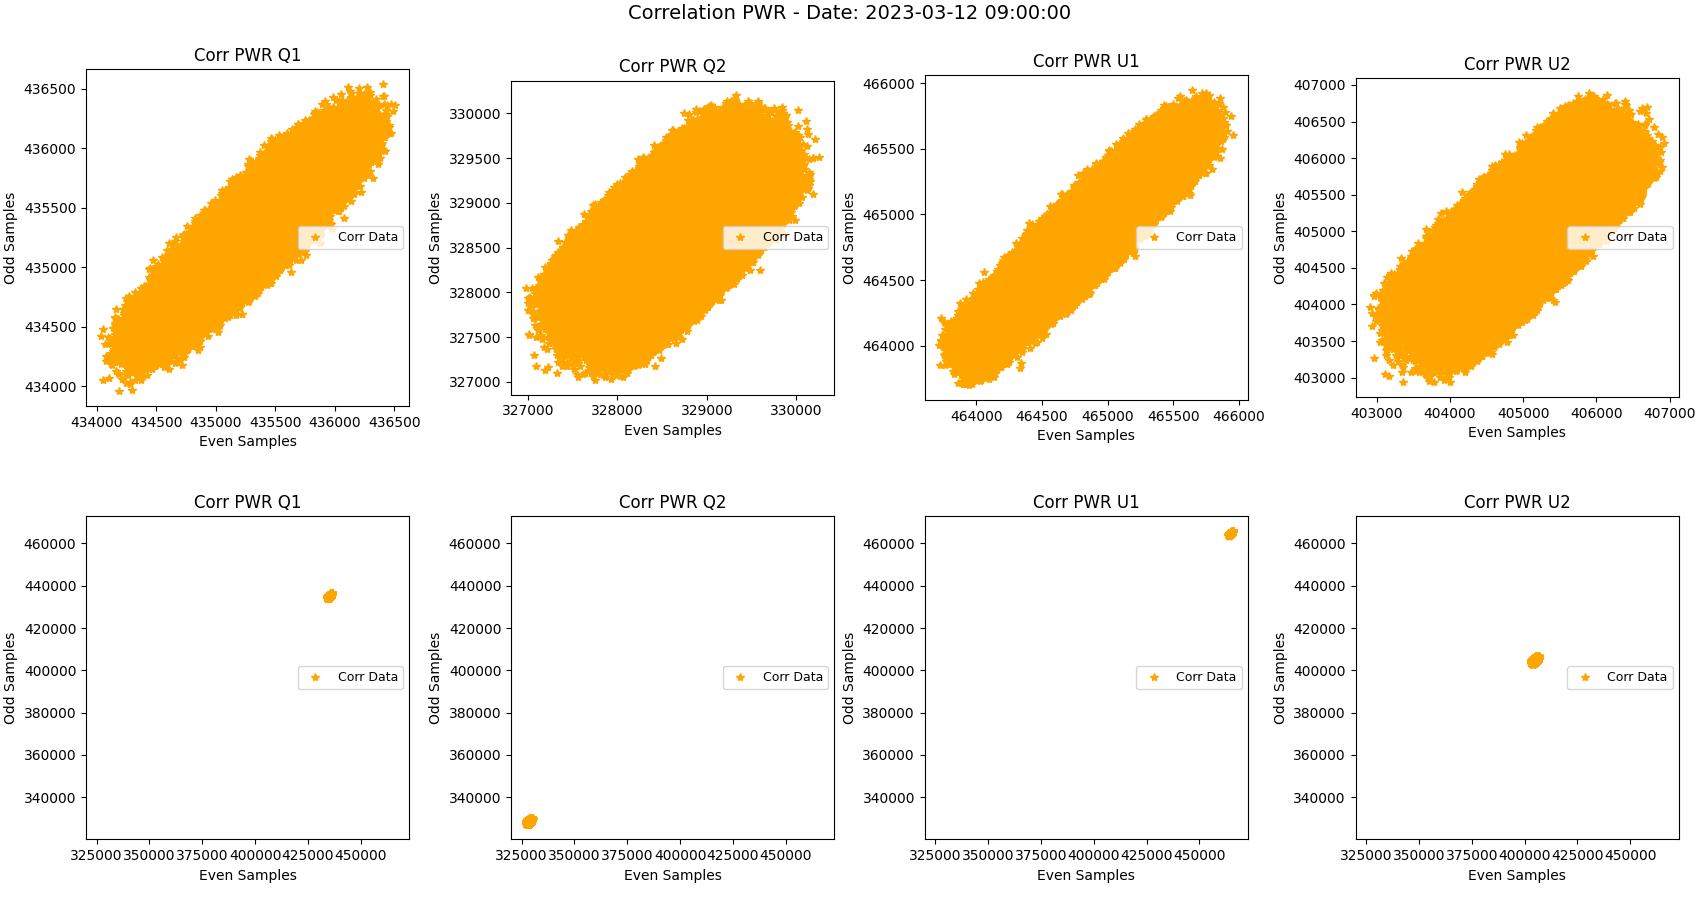 Correlation PWR - Date: 2023-03-12 09:00:00
Corr PWR Q1
436500
436000
435500
435000
434500
434000
Odd Samples
Corr Data
434000 434500 435000 435500 436000 436500
Even Samples
Corr PWR Q2
330000
329500
329000
328500
328000
327500
327000
Odd Samples
Corr Data
327000 328000 329000 330000
Even Samples
Corr PWR U1
466000
465500
465000
464500
464000
Odd Samples
Corr Data
464000 464500 465000 465500 466000
Even Samples
Corr PWR U2
407000
406500
406000
405500
405000
404500
404000
403500
403000
Odd Samples
Corr Data
403000 404000 405000 406000 407000
Even Samples
Corr PWR Q1
460000
440000
420000
400000
380000
360000
340000
Odd Samples
Corr Data
325000 350000 375000 400000 425000 450000
Even Samples
Corr PWR Q2
460000
440000
420000
400000
380000
360000
340000
Odd Samples
Corr Data
325000 350000 375000 400000 425000 450000
Even Samples
Corr PWR U1
460000
440000
420000
400000
380000
360000
340000
Odd Samples
Corr Data
325000 350000 375000 400000 425000 450000
Even Samples
Corr PWR U2
460000
440000
420000
400000
380000
360000
340000
Odd Samples
Corr Data
325000 350000 375000 400000 425000 450000
Even Samples